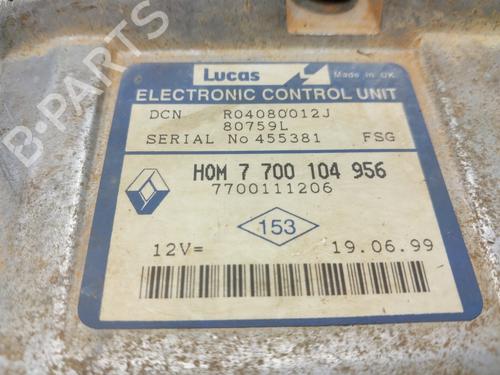 Lucas Made in UK
ELECTRONIC CONTROL UNIT
DCN R04080012J
80759L
SERIAL No 455381 FSG
HOM 7 700 104 956
7700111206
153
12V= 19.06.99
B-PARTS